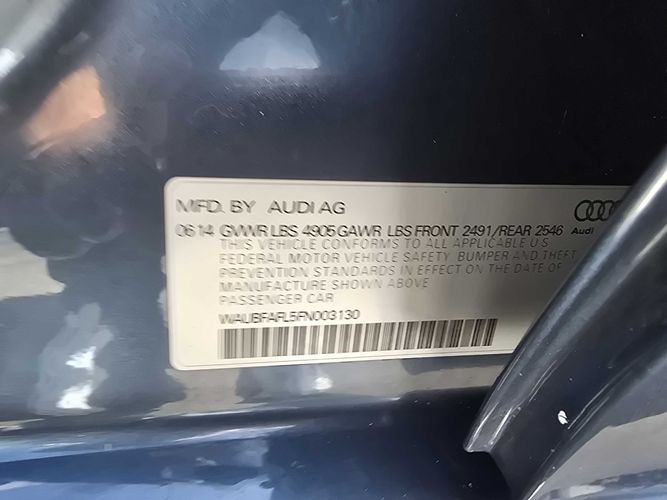 MFD. BY AUDI AG
0614 GVWR LBS 4905 GAWR LBS FRONT 2491/REAR 2546 Audi
THIS VEHICLE CONFORMS TO ALL APPLICABLE U.S
FEDERAL MOTOR VEHICLE SAFETY, BUMPER AND THEFT
PREVENTION STANDARDS IN EFFECT ON THE DATE OF
MANUFACTURE SHOWN ABOVE
PASSENGER CAR
WAUBFAFL5FN003130